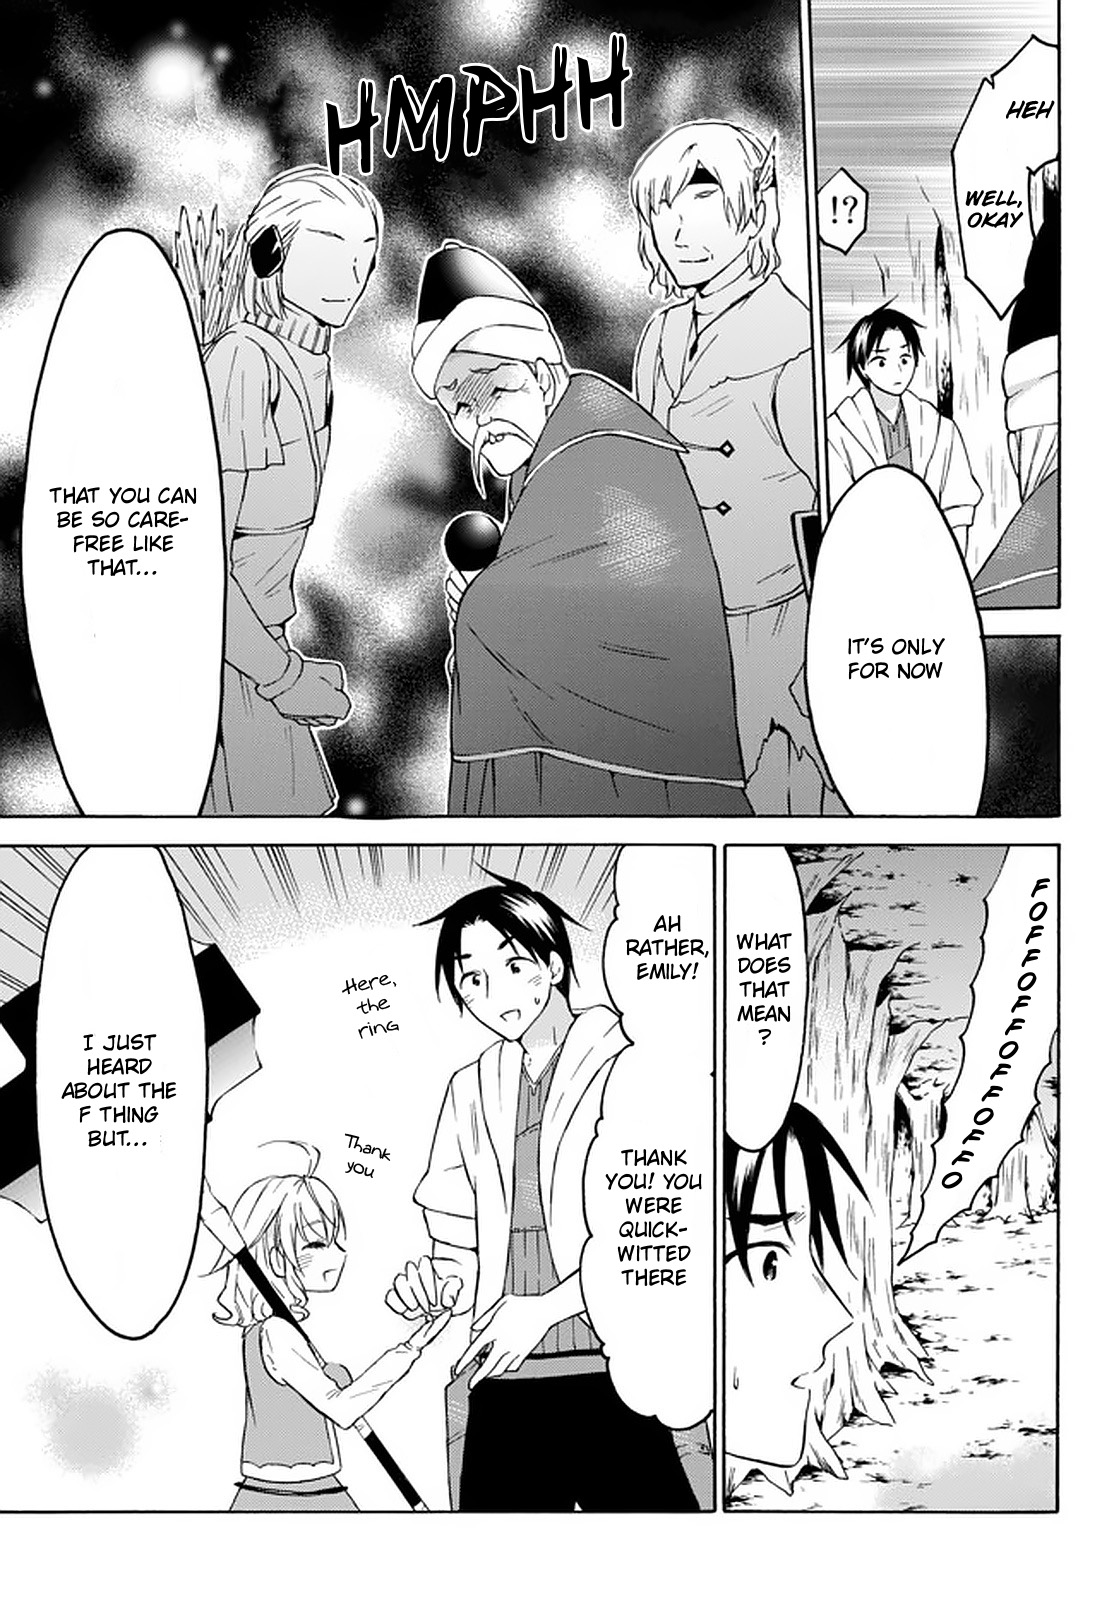 HEH
WELL,
OKAY
!?
IT'S ONLY
FOR NOW
HMPHH
THAT YOU CAN
BE SO CARE-
FREE LIKE
THAT...
FOFFOFFOFFOFFO
WHAT
DOES
THAT
MEAN
?
AH
RATHER,
EMILY!
THANK
YOU! YOU
WERE
QUICK-
WITTED
THERE
Here,
the
ring
Thank
you
I JUST
HEARD
ABOUT THE
F THING
BUT...